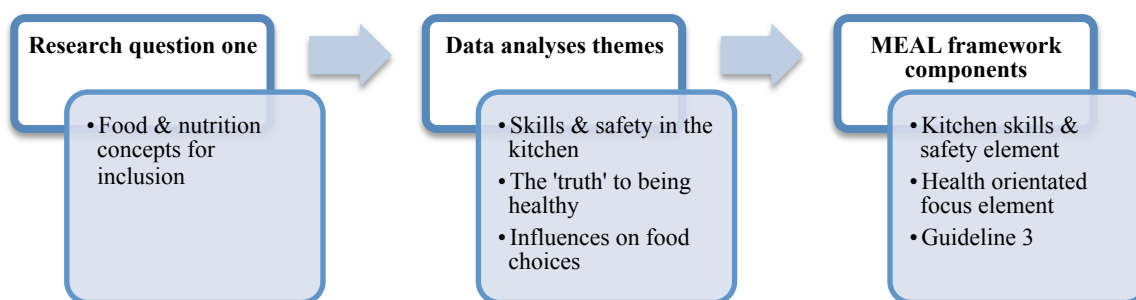 Research question one
• Food & nutrition
concepts for
inclusion
Data analyses themes
• Skills & safety in the
kitchen
• The 'truth' to being
healthy
• Influences on food
choices
MEAL framework
components
• Kitchen skills &
safety element
• Health orientated
focus element
• Guideline 3